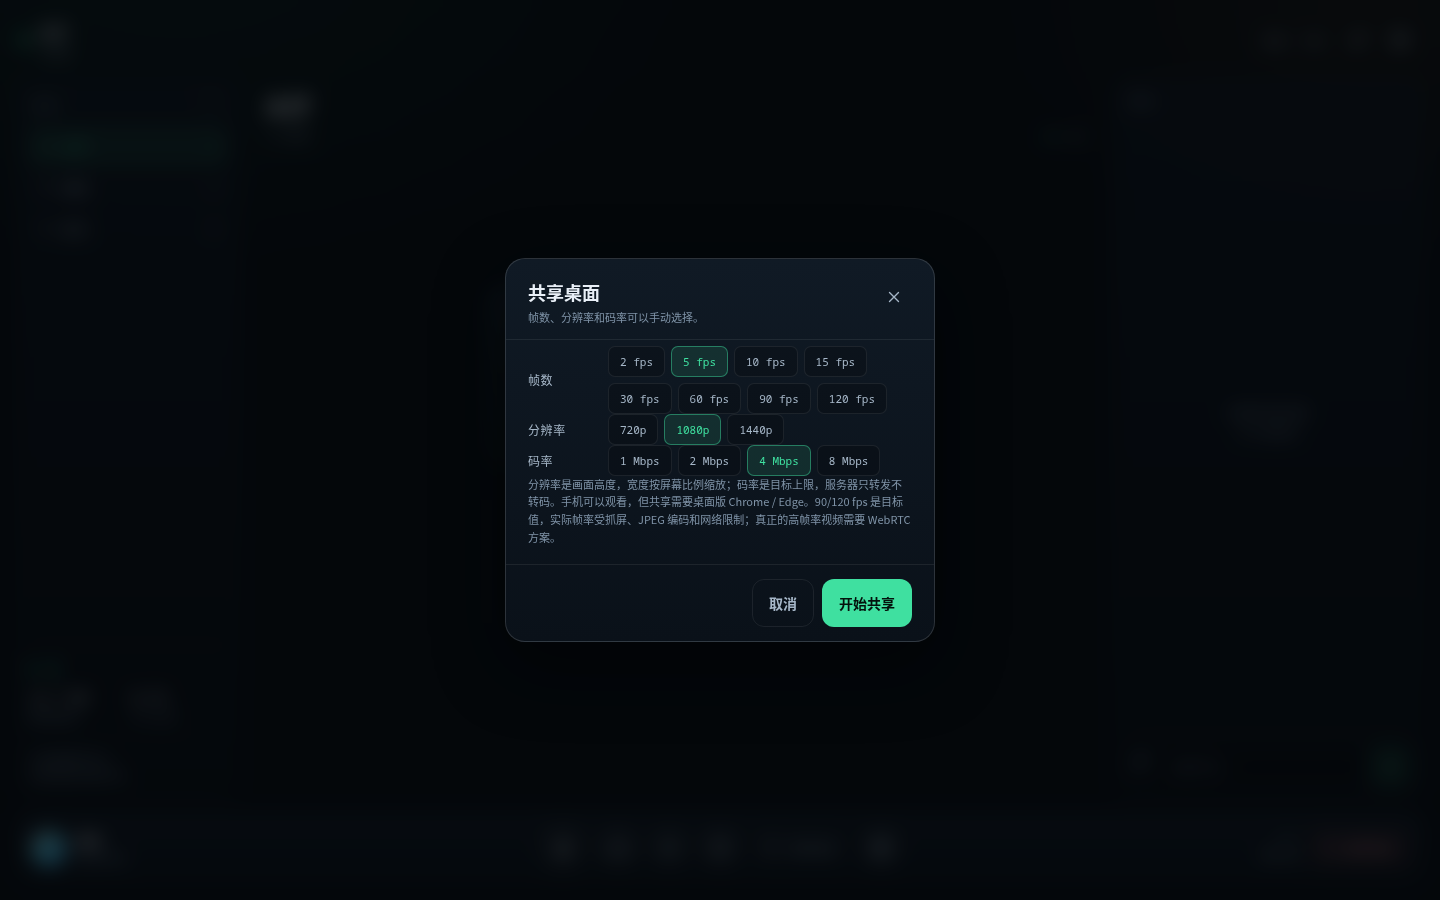 共享桌面
帧数、分辨率和码率可以手动选择。
帧数
2 fps 5 fps 10 fps 15 fps
30 fps 60 fps 90 fps 120 fps
分辨率 720p 1080p 1440p
码率 1 Mbps 2 Mbps 4 Mbps 8 Mbps
分辨率是画面高度，宽度按屏幕比例缩放；码率是目标上限，服务器只转发不
转码。手机可以观看，但共享需要桌面版 Chrome / Edge。90/120 fps 是目标
值，实际帧率受抓屏、JPEG 编码和网络限制；真正的高帧率视频需要 WebRTC
方案。
取消 开始共享